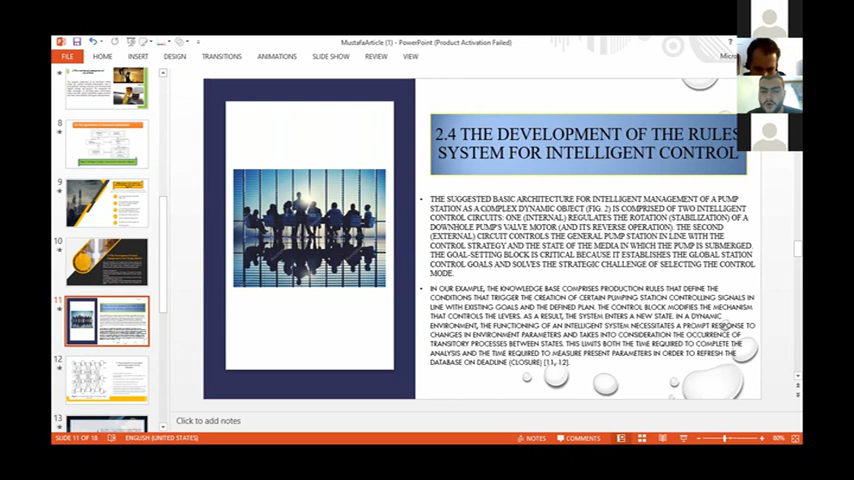 MustafaArticle (1) - PowerPoint (Product Activation Failed)
?
FILE HOME INSERT DESIGN TRANSITIONS ANIMATIONS SLIDE SHOW REVIEW VIEW
8
9
10
11
12
13
2.4 THE DEVELOPMENT OF THE RULES
SYSTEM FOR INTELLIGENT CONTROL
• THE SUGGESTED BASIC ARCHITECTURE FOR INTELLIGENT MANAGEMENT OF A PUMP
STATION AS A COMPLEX DYNAMIC OBJECT (FIG. 2) IS COMPRISED OF TWO INTELLIGENT
CONTROL CIRCUITS: ONE (INTERNAL) REGULATES THE ROTATION (STABILIZATION) OF A
DOWNHOLE PUMP'S VALVE MOTOR (AND ITS REVERSE OPERATION). THE SECOND
(EXTERNAL) CIRCUIT CONTROLS THE GENERAL PUMP STATION IN LINE WITH THE
CONTROL STRATEGY AND THE STATE OF THE MEDIA IN WHICH THE PUMP IS SUBMERGED.
THE GOAL-SETTING BLOCK IS CRITICAL BECAUSE IT ESTABLISHES THE GLOBAL STATION
CONTROL GOALS AND SOLVES THE STRATEGIC CHALLENGE OF SELECTING THE CONTROL
MODE.
• IN OUR EXAMPLE, THE KNOWLEDGE BASE COMPRISES PRODUCTION RULES THAT DEFINE THE
CONDITIONS THAT TRIGGER THE CREATION OF CERTAIN PUMPING STATION CONTROLLING SIGNALS IN
LINE WITH EXISTING GOALS AND THE DEFINED PLAN. THE CONTROL BLOCK MODIFIES THE MECHANISM
THAT CONTROLS THE LEVERS. AS A RESULT, THE SYSTEM ENTERS A NEW STATE. IN A DYNAMIC
ENVIRONMENT, THE FUNCTIONING OF AN INTELLIGENT SYSTEM NECESSITATES A PROMPT RESPONSE TO
CHANGES IN ENVIRONMENT PARAMETERS AND TAKES INTO CONSIDERATION THE OCCURRENCE OF
TRANSITORY PROCESSES BETWEEN STATES. THIS LIMITS BOTH THE TIME REQUIRED TO COMPLETE THE
ANALYSIS AND THE TIME REQUIRED TO MEASURE PRESENT PARAMETERS IN ORDER TO REFRESH THE
DATABASE ON DEADLINE (CLOSURE) [11, 12].
Click to add notes
SLIDE 11 OF 18 ENGLISH (UNITED STATES) NOTES COMMENTS 80%